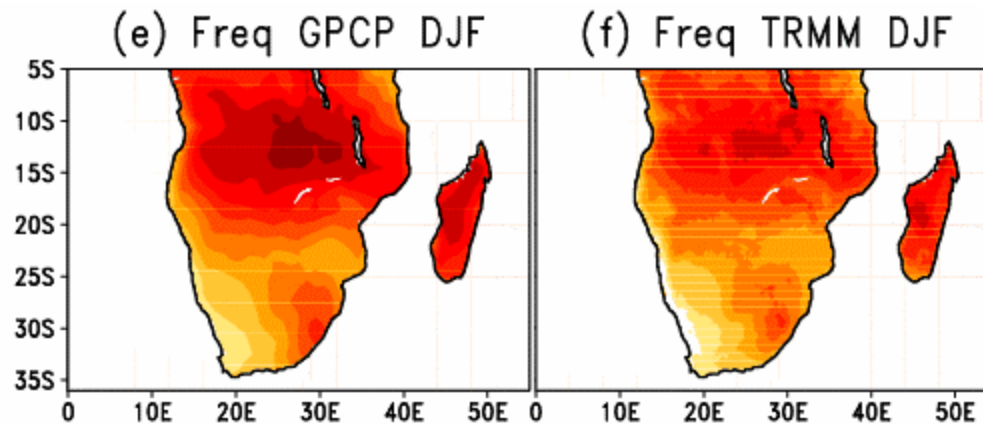 (e) Freq GPCP DJF
(f) Freq TRMM DJF
5S
10S
15S
20S
25S
30S
35S
0 10E 20E 30E 40E 50E
0 10E 20E 30E 40E 50E